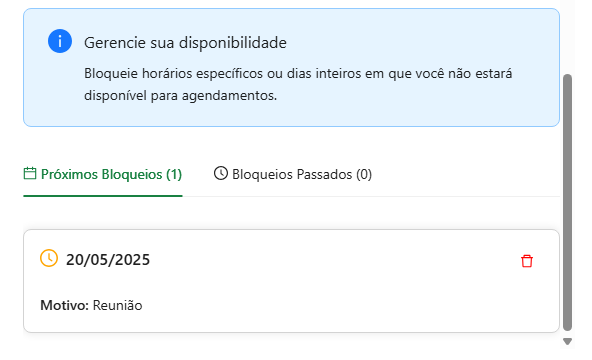 Gerencie sua disponibilidade
Bloqueie horários específicos ou dias inteiros em que você não estará
disponível para agendamentos.
Próximos Bloqueios (1) Bloqueios Passados (0)
20/05/2025
Motivo: Reunião